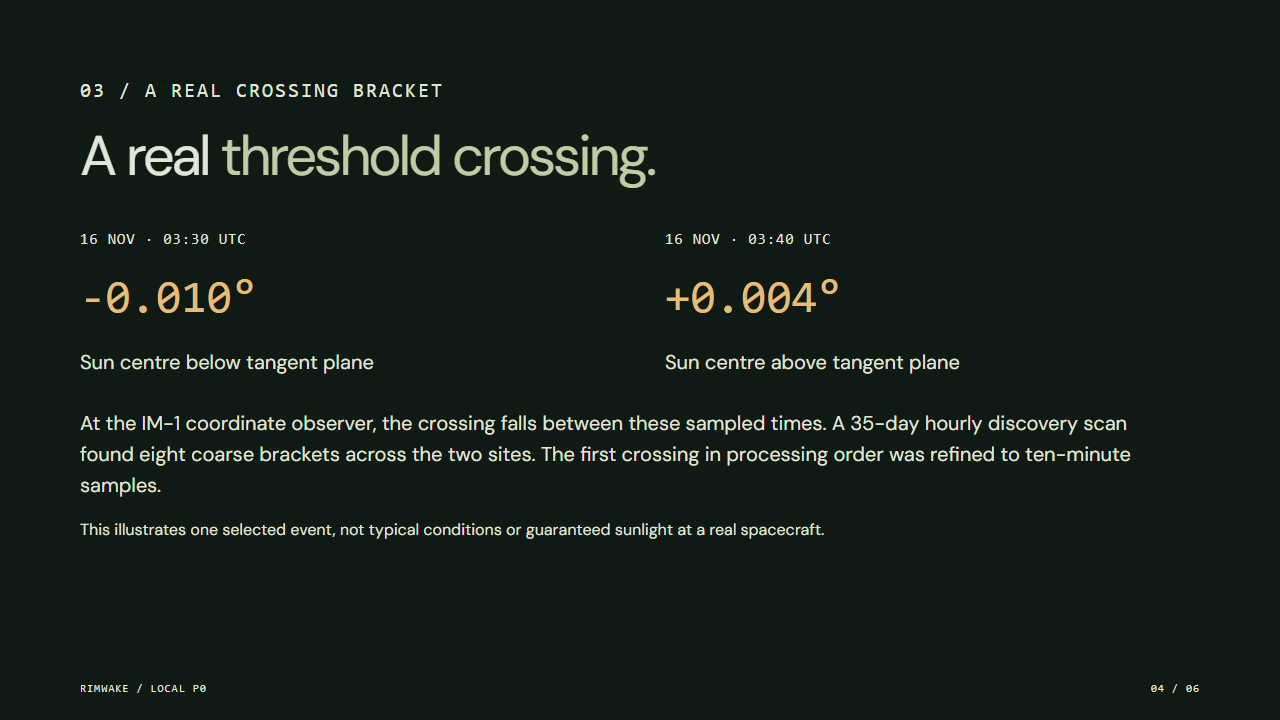 03 / A REAL CROSSING BRACKET
A real threshold crossing.
16 NOV · 03:30 UTC
-0.010°
Sun centre below tangent plane
16 NOV · 03:40 UTC
+0.004°
Sun centre above tangent plane
At the IM-1 coordinate observer, the crossing falls between these sampled times. A 35-day hourly discovery scan
found eight coarse brackets across the two sites. The first crossing in processing order was refined to ten-minute
samples.
This illustrates one selected event, not typical conditions or guaranteed sunlight at a real spacecraft.
RIMWAKE / LOCAL P0
04 / 06